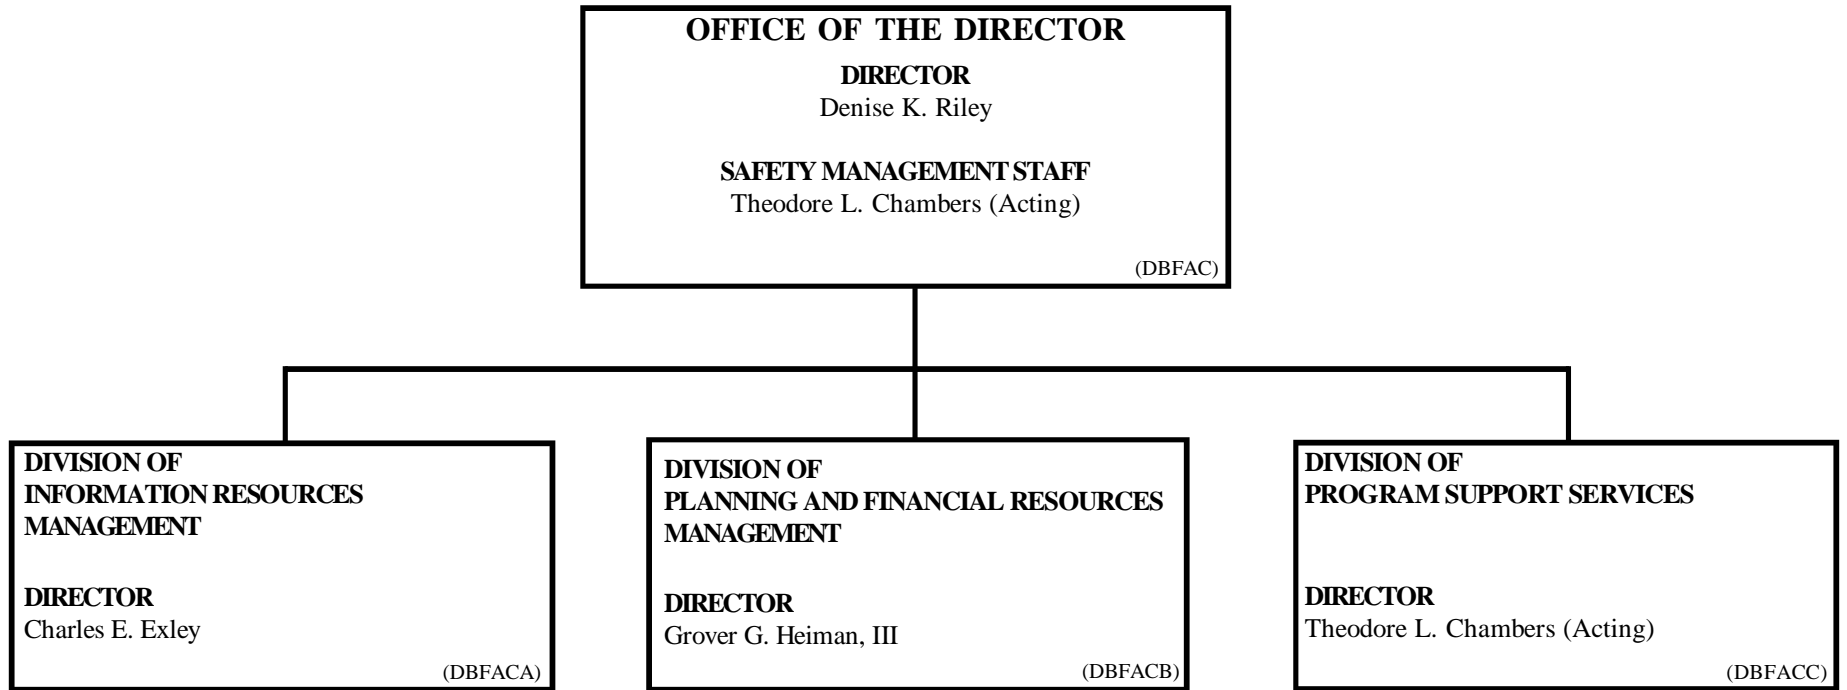 OFFICE OF THE DIRECTOR
DIRECTOR
Denise K. Riley
SAFETY MANAGEMENT STAFF
Theodore L. Chambers (Acting)
(DBFAC)
DIVISION OF
INFORMATION RESOURCES
MANAGEMENT
DIRECTOR
Charles E. Exley
(DBFACA)
DIVISION OF
PLANNING AND FINANCIAL RESOURCES
MANAGEMENT
DIRECTOR
Grover G. Heiman, III
(DBFACB)
DIVISION OF
PROGRAM SUPPORT SERVICES
DIRECTOR
Theodore L. Chambers (Acting)
(DBFACC)